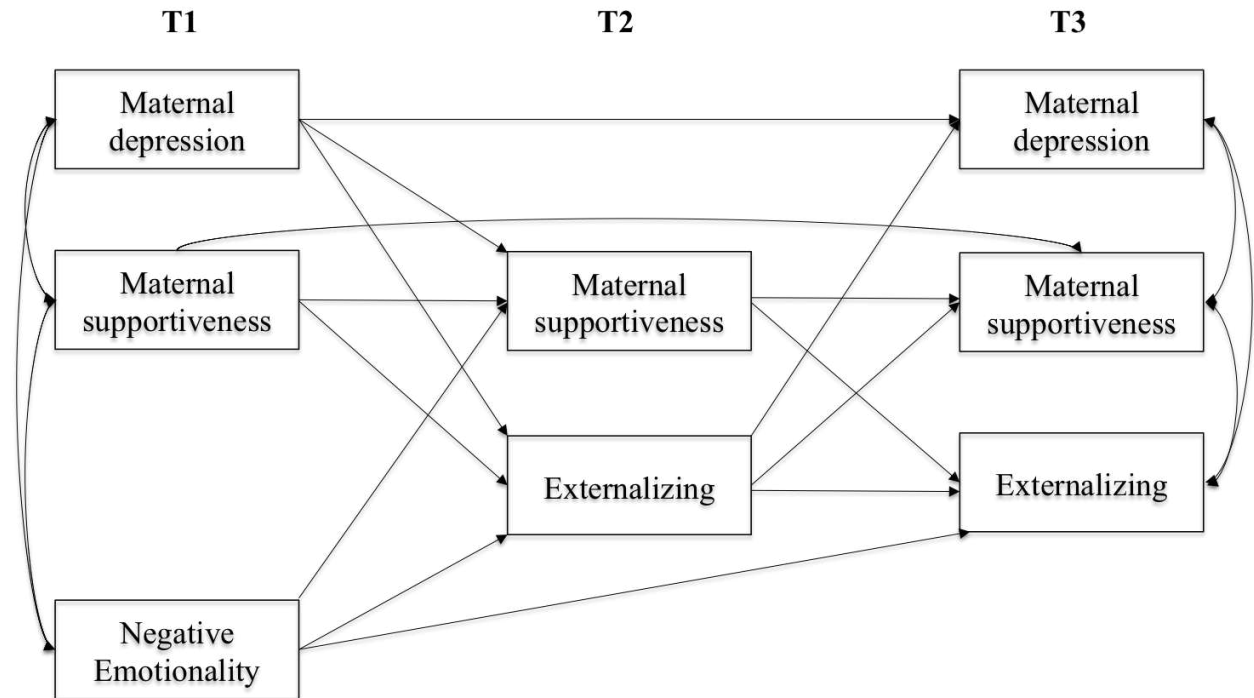 T1
T2
T3
Maternal
depression
Maternal
depression
Maternal
supportiveness
Maternal
supportiveness
Maternal
supportiveness
Externalizing
Externalizing
Negative
Emotionality